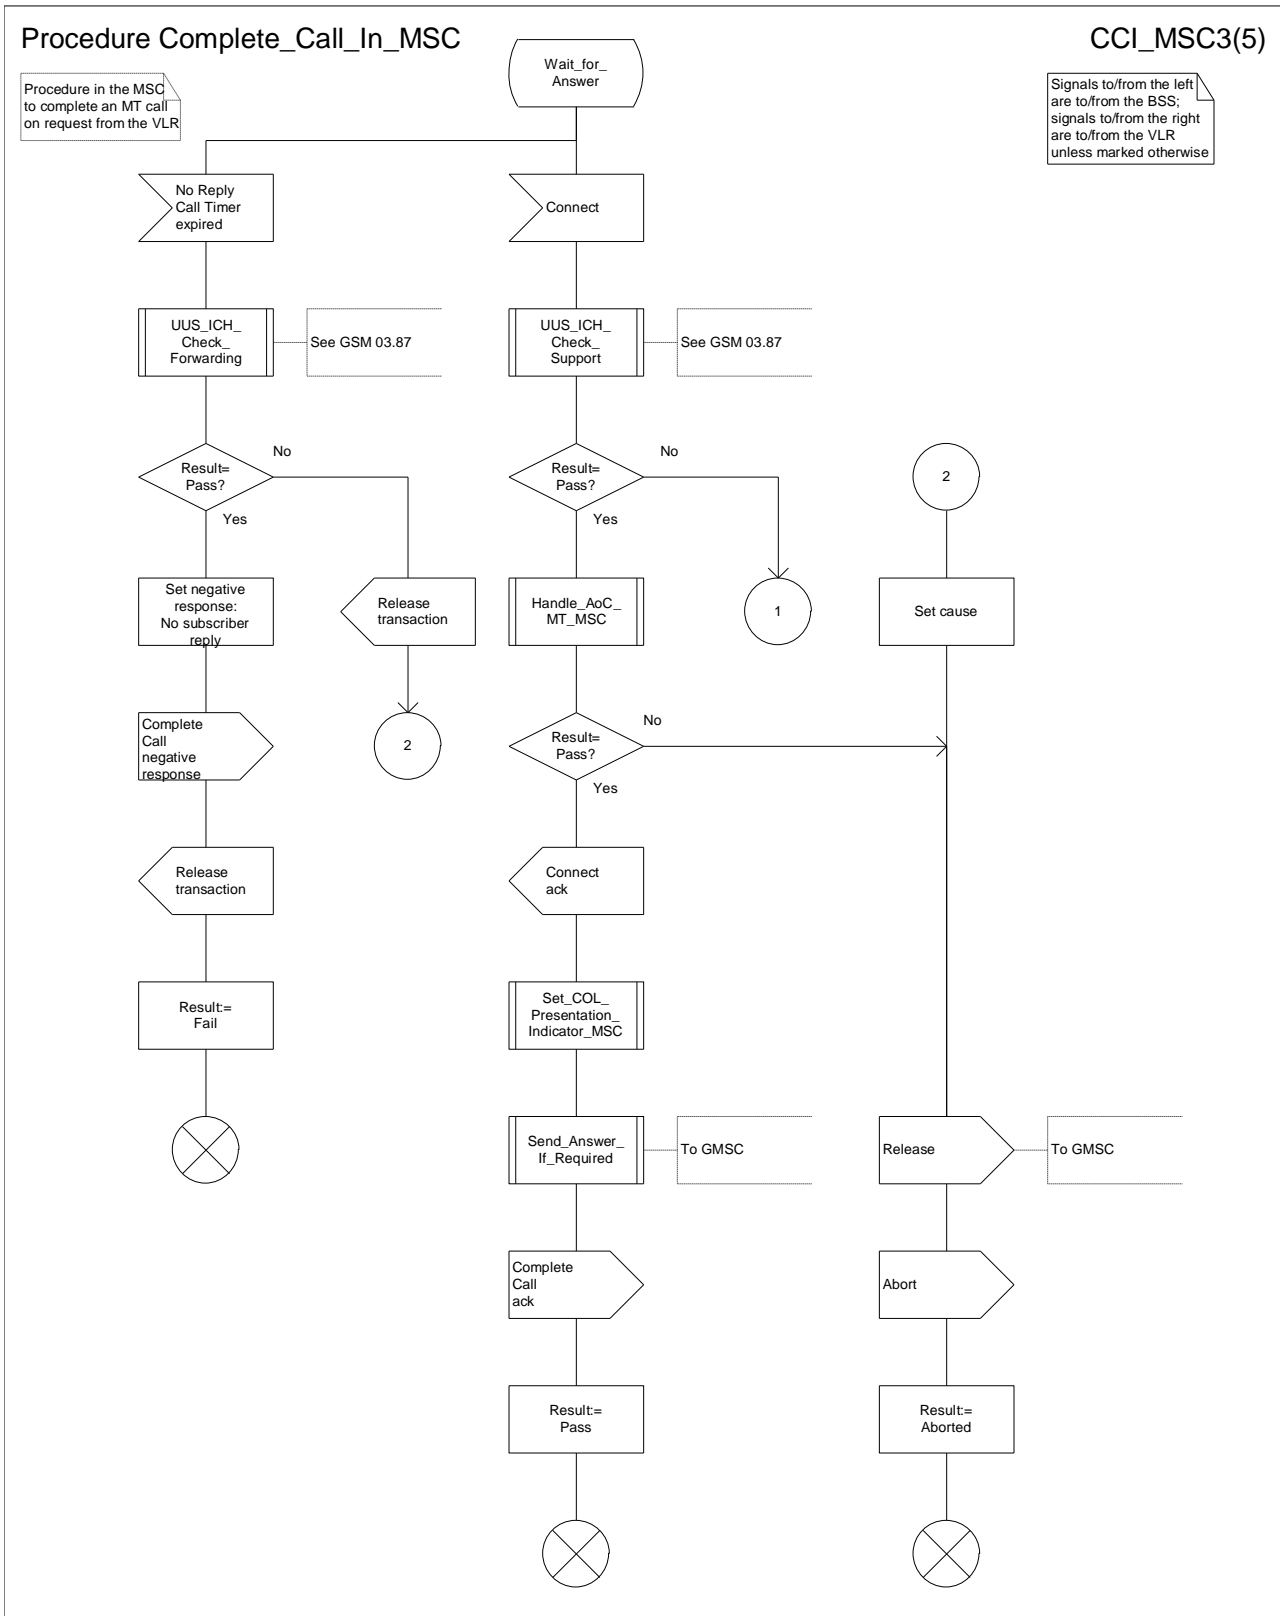 Procedure Complete_Call_In_MSC
CCI_MSC3(5)
Procedure in the MSC
to complete an MT call
on request from the VLR
Signals to/from the left
are to/from the BSS;
signals to/from the right
are to/from the VLR
unless marked otherwise
Wait_for_
Answer
No Reply
Call Timer
expired
Connect
UUS_ICH_
Check_
Forwarding
See GSM 03.87
UUS_ICH_
Check_
Support
See GSM 03.87
Result=
Pass?
No
Yes
Result=
Pass?
No
Yes
2
Set negative
response:
No subscriber
reply
Release
transaction
Handle_AoC_
MT_MSC
1
Set cause
Complete
Call
negative
response
2
Result=
Pass?
No
Yes
Release
transaction
Connect
ack
Result:=
Fail
Set_COL_
Presentation_
Indicator_MSC
Send_Answer_
If_Required
To GMSC
Release
To GMSC
Complete
Call
ack
Abort
Result:=
Pass
Result:=
Aborted